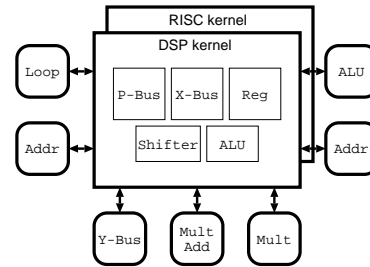 RISC kernel
DSP kernel
Loop
P-Bus
X-Bus
Reg
ALU
Addr
Shifter
ALU
Addr
Y-Bus
Mult
Add
Mult